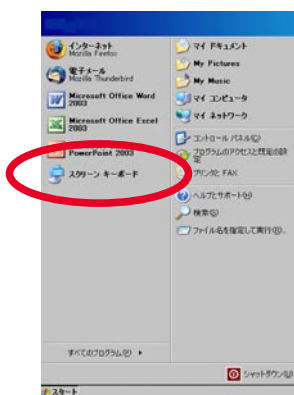 インターネット
Mozilla Firefox
電子メール
Mozilla Thunderbird
Microsoft Office Word
2003
Microsoft Office Excel
2003
PowerPoint 2003
スクリーン キーボード
すべてのプログラム(P)
マイ ドキュメント
My Pictures
My Music
マイ コンピュータ
マイ ネットワーク
コントロール パネル(C)
プログラムのアクセスと既定の設
定
プリンタと FAX
ヘルプとサポート(H)
検索(S)
ファイル名を指定して実行(R)...
シャットダウン(U)
スタート